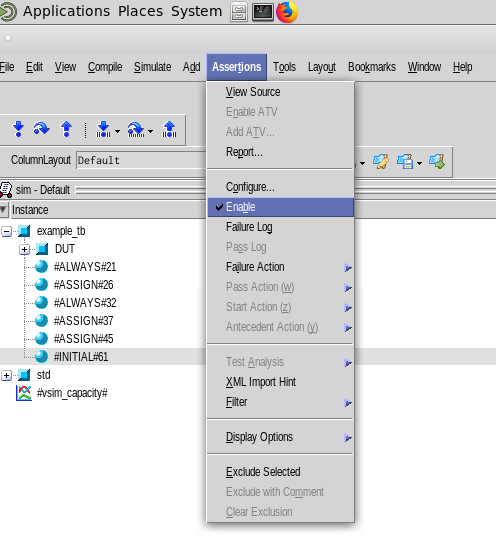 Applications Places System
File Edit View Compile Simulate Add Assertions Tools Layout Bookmarks Window Help
View Source
Enable ATV
Add ATV...
Report...
ColumnLayout Default
Configure...
sim - Default
Enable
Instance
Failure Log
example_tb
Pass Log
DUT
Failure Action
#ALWAYS#21
Pass Action (w)
#ASSIGN#26
Start Action (z)
#ALWAYS#32
Antecedent Action (y)
#ASSIGN#37
#ASSIGN#45
#INITIAL#61
Test Analysis
std
XML Import Hint
#vsim_capacity#
Filter
Display Options
Exclude Selected
Exclude with Comment
Clear Exclusion